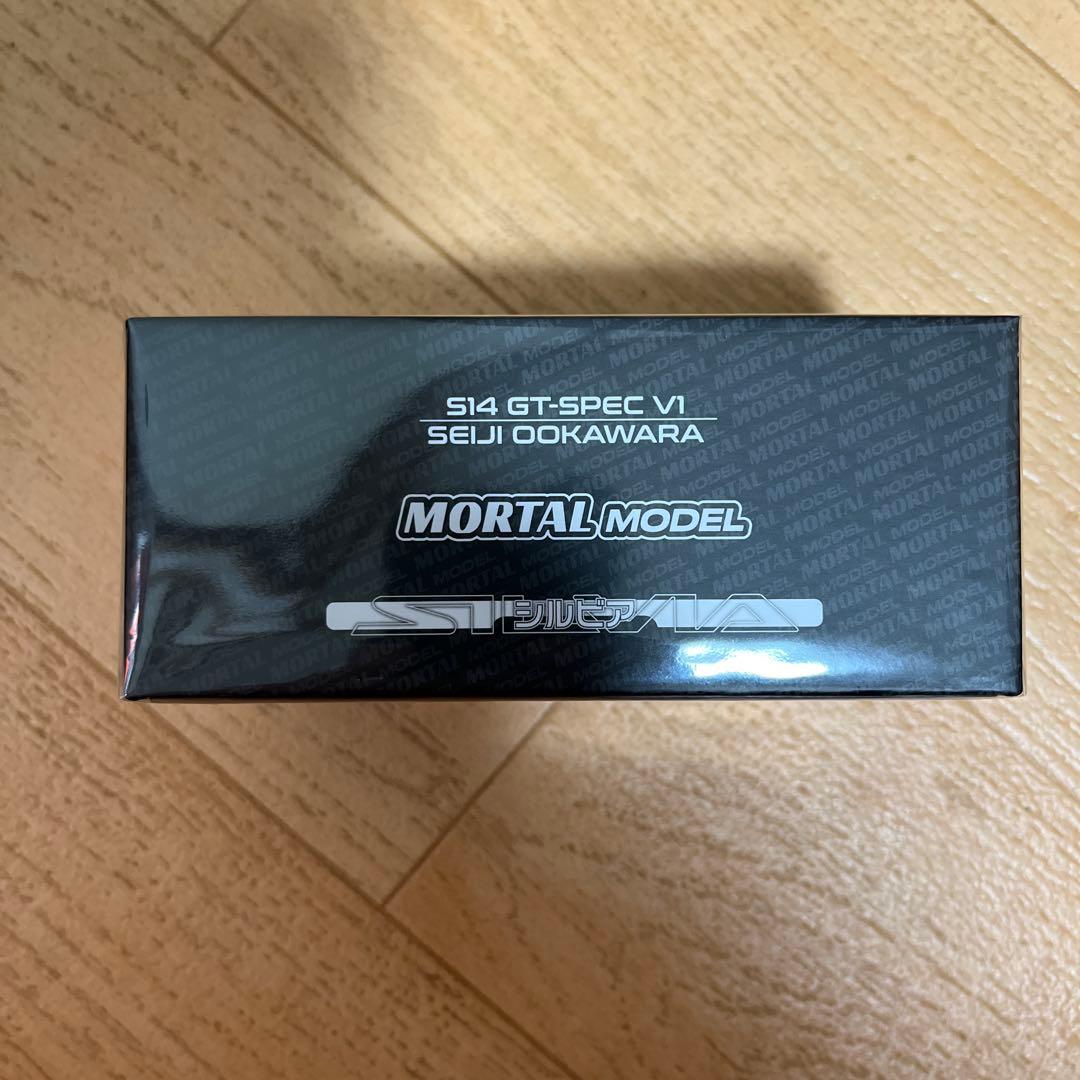 S14 GT-SPEC V1
SEIJI OOKAWARA
MORTAL MODEL
シルビア